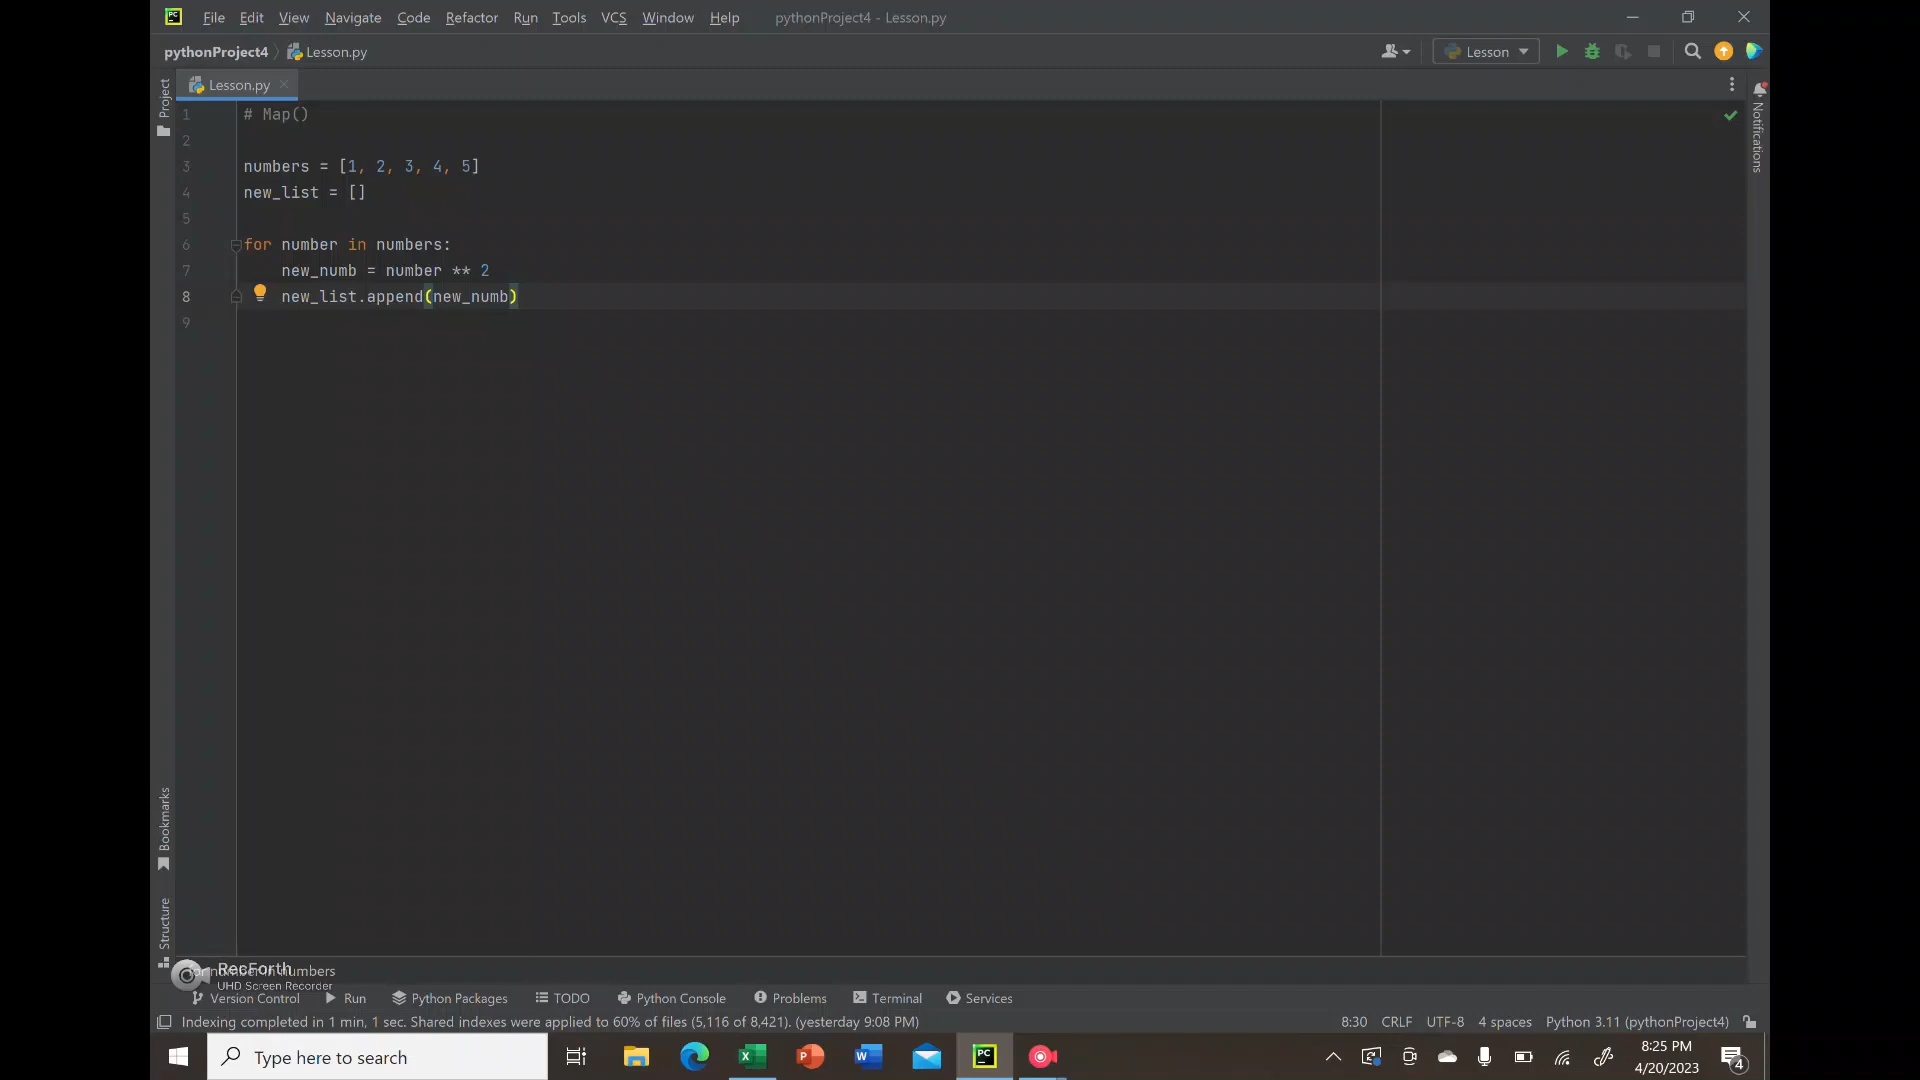 File Edit View Navigate Code Refactor Run Tools VCS Window Help pythonProject4 - Lesson.py
pythonProject4 Lesson.py Lesson
Lesson.py
Project
Notifications
1 # Map()
2
3 numbers = [1, 2, 3, 4, 5]
4 new_list = []
5
6 for number in numbers:
7 new_numb = number ** 2
8 new_list.append(new_numb)
9
Bookmarks
Structure
RecForth
for number in numbers
UHD Screen Recorder
Version Control Run Python Packages TODO Python Console Problems Terminal Services
Indexing completed in 1 min, 1 sec. Shared indexes were applied to 60% of files (5,116 of 8,421). (yesterday 9:08 PM) 8:30 CRLF UTF-8 4 spaces Python 3.11 (pythonProject4)
Type here to search
8:25 PM
4/20/2023
4